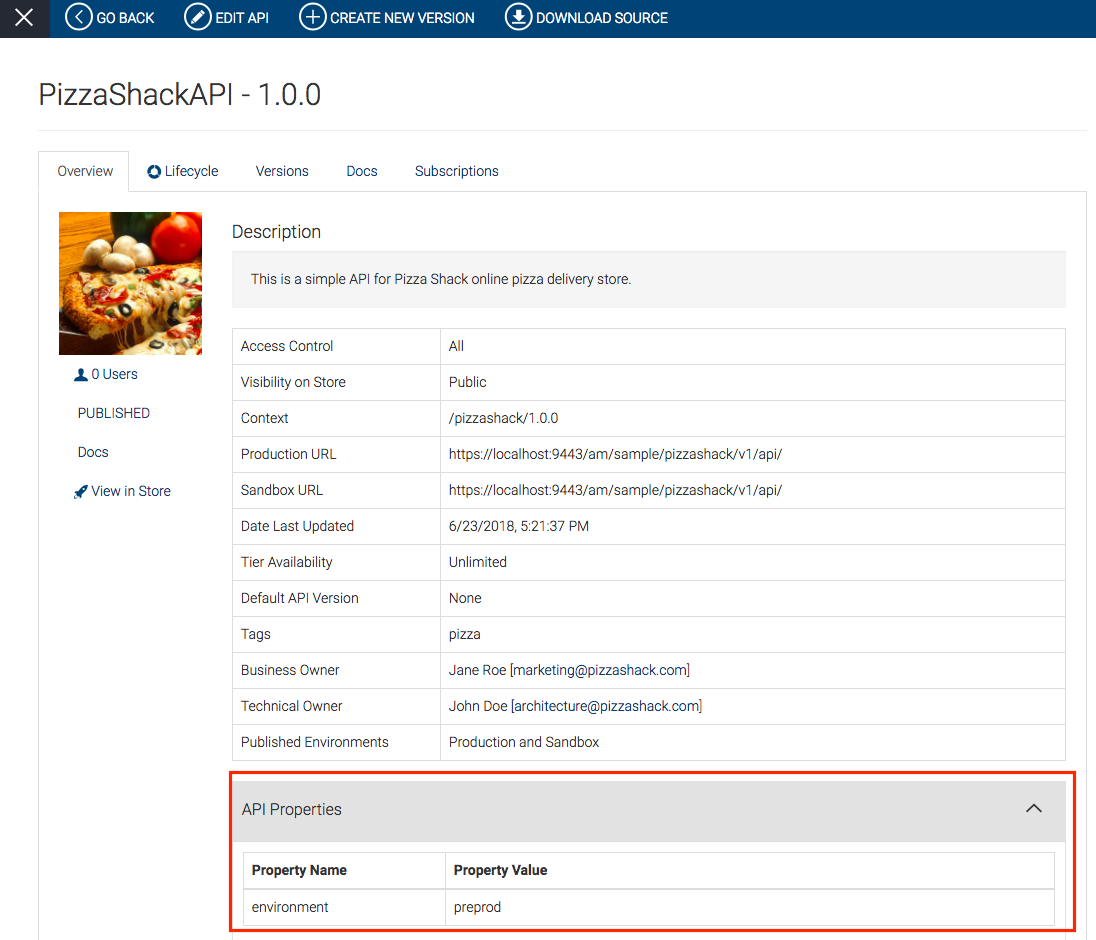 GO BACK EDIT API CREATE NEW VERSION DOWNLOAD SOURCE
PizzaShackAPI - 1.0.0
Overview Lifecycle Versions Docs Subscriptions
0 Users
PUBLISHED
Docs
View in Store
Description
This is a simple API for Pizza Shack online pizza delivery store.
Access Control All
Visibility on Store Public
Context /pizzashack/1.0.0
Production URL https://localhost:9443/am/sample/pizzashack/v1/api/
Sandbox URL https://localhost:9443/am/sample/pizzashack/v1/api/
Date Last Updated 6/23/2018, 5:21:37 PM
Tier Availability Unlimited
Default API Version None
Tags pizza
Business Owner Jane Roe [marketing@pizzashack.com]
Technical Owner John Doe [architecture@pizzashack.com]
Published Environments Production and Sandbox
API Properties
Property Name Property Value
environment preprod